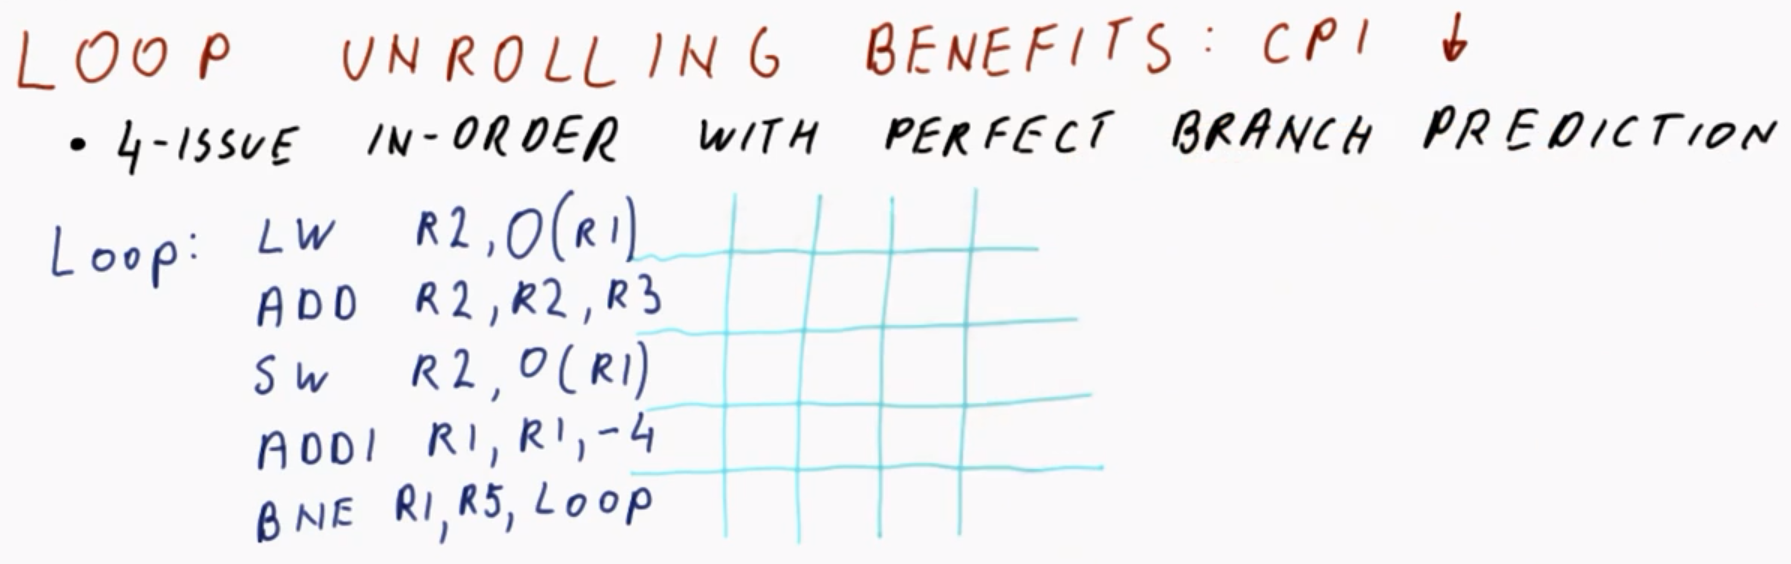 LOOP UNROLLING BENEFITS: CPI ↓
• 4-ISSUE IN-ORDER WITH PERFECT BRANCH PREDICTION
Loop: LW R2, 0(R1)
ADD R2, R2, R3
SW R2, 0(R1)
ADDI R1, R1, -4
BNE R1, R5, Loop